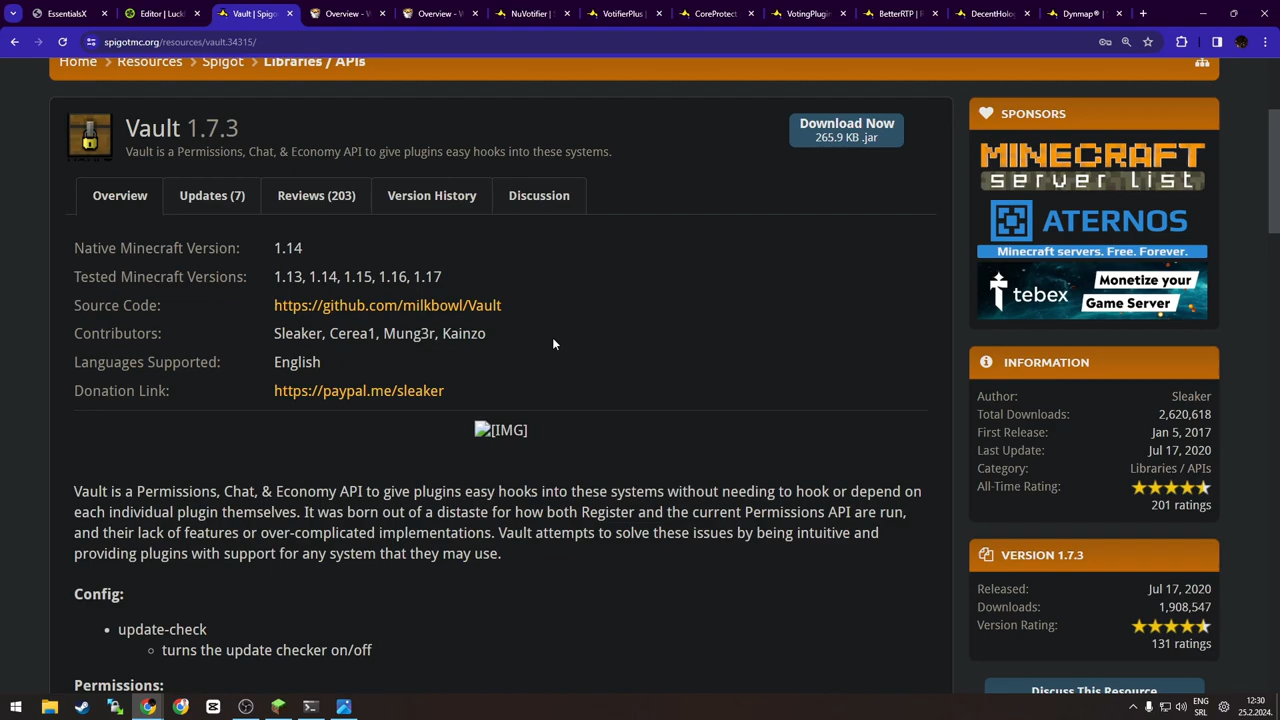 EssentialsX
Editor | Luck
Vault | Spigo
Overview - W
Overview - W
NuVotifier | S
VotifierPlus |
CoreProtect
VotingPlugin
BetterRTP | R
DecentHolog
Dynmap® | S
spigotmc.org/resources/vault.34315/
Home > Resources > Spigot > Libraries / APIs
Vault 1.7.3
Vault is a Permissions, Chat, & Economy API to give plugins easy hooks into these systems.
Download Now
265.9 KB .jar
Overview
Updates (7)
Reviews (203)
Version History
Discussion
Native Minecraft Version: 1.14
Tested Minecraft Versions: 1.13, 1.14, 1.15, 1.16, 1.17
Source Code: https://github.com/milkbowl/Vault
Contributors: Sleaker, Cerea1, Mung3r, Kainzo
Languages Supported: English
Donation Link: https://paypal.me/sleaker
[IMG]
Vault is a Permissions, Chat, & Economy API to give plugins easy hooks into these systems without needing to hook or depend on
each individual plugin themselves. It was born out of a distaste for how both Register and the current Permissions API are run,
and their lack of features or over-complicated implementations. Vault attempts to solve these issues by being intuitive and
providing plugins with support for any system that they may use.
Config:
update-check
turns the update checker on/off
Permissions:
SPONSORS
MINECRAFT
server list
ATERNOS
Minecraft servers. Free. Forever.
tebex
Monetize your
Game Server
INFORMATION
Author: Sleaker
Total Downloads: 2,620,618
First Release: Jan 5, 2017
Last Update: Jul 17, 2020
Category: Libraries / APIs
All-Time Rating:
201 ratings
VERSION 1.7.3
Released: Jul 17, 2020
Downloads: 1,908,547
Version Rating:
131 ratings
Discuss This Resource
ENG
SRL
12:30
25.2.2024.